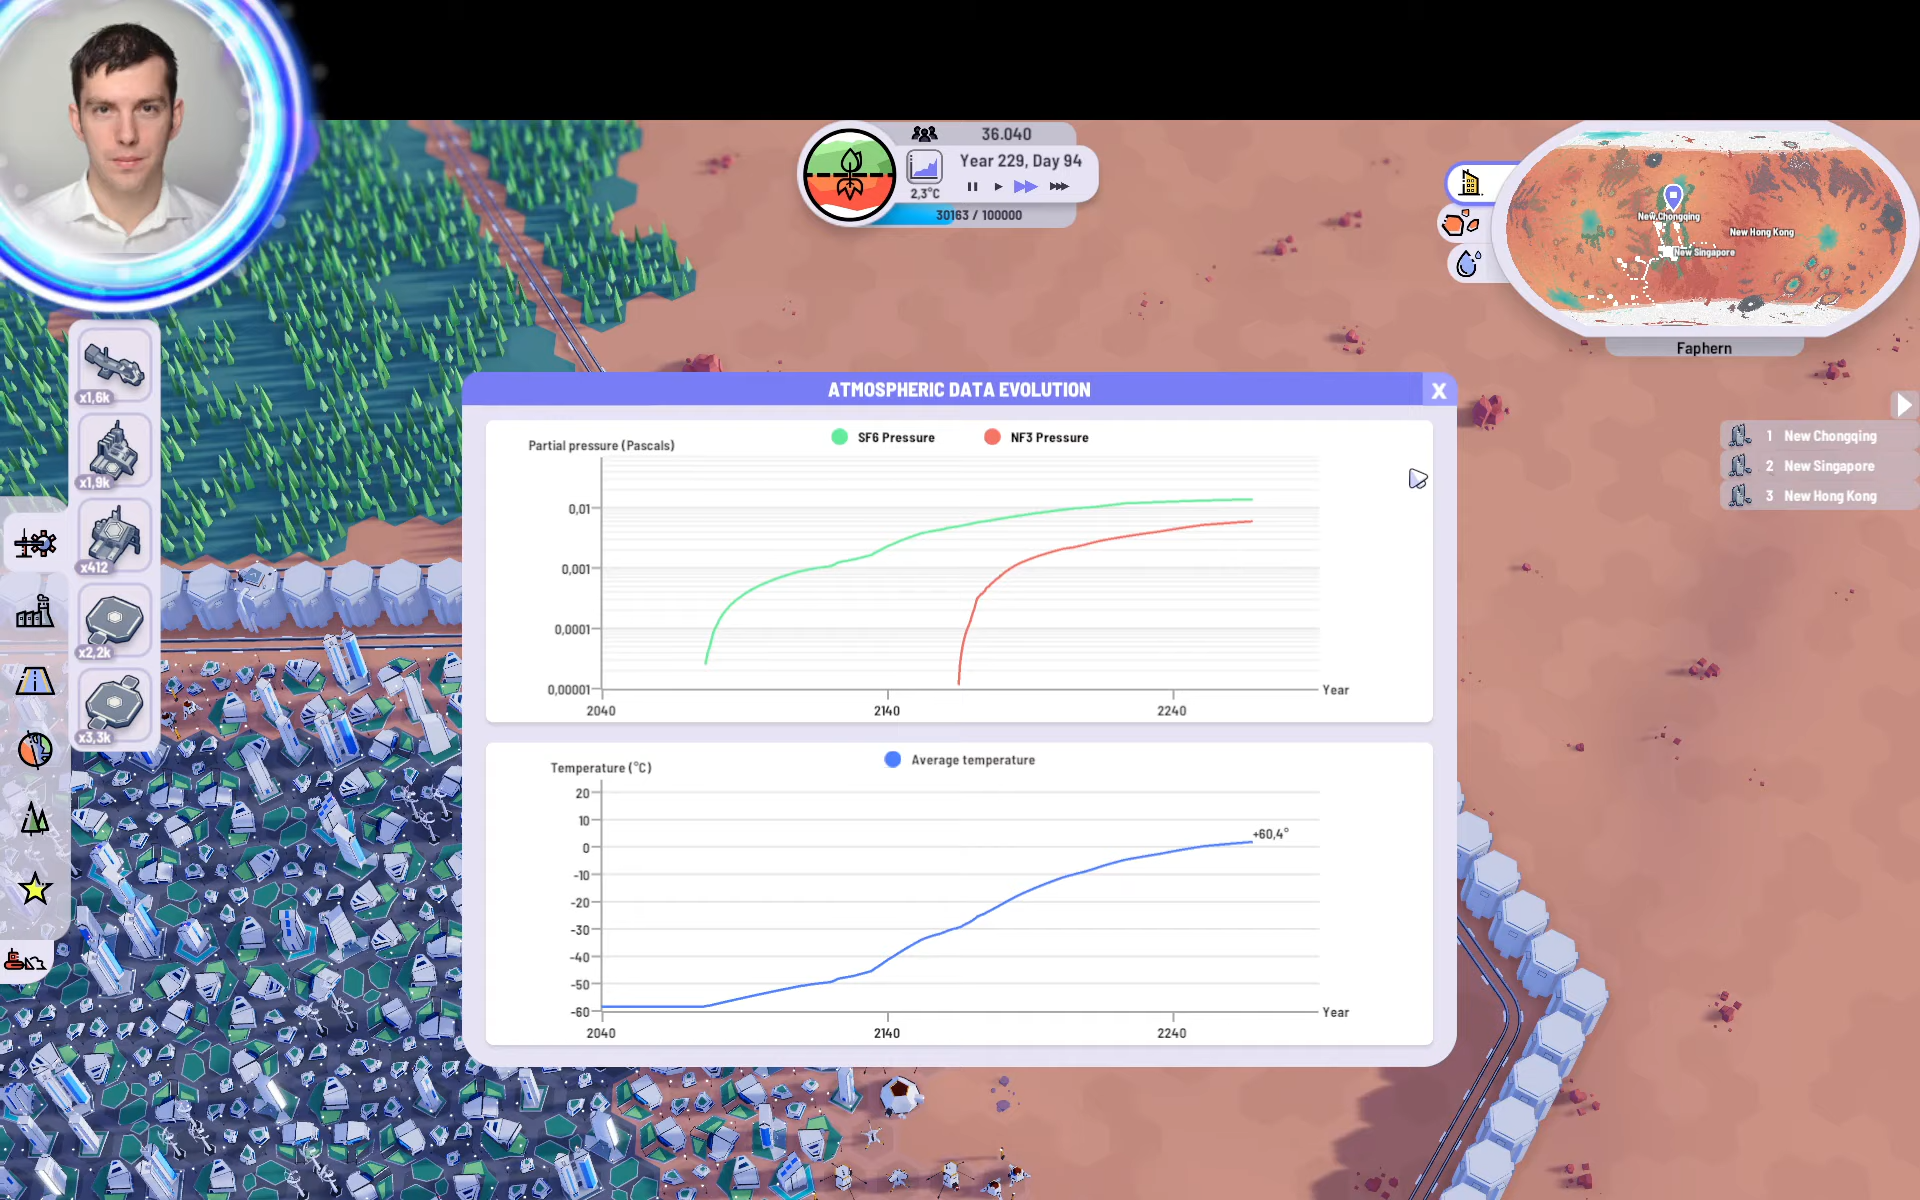 36.040
Year 229, Day 94
2,3°C
30163 / 100000
New Chongqing
New Hong Kong
New Singapore
Faphern
x1,6k
x1,9k
x412
x2,2k
x3,3k
1 New Chongqing
2 New Singapore
3 New Hong Kong
ATMOSPHERIC DATA EVOLUTION
X
Partial pressure (Pascals)
SF6 Pressure
NF3 Pressure
0,01
0,001
0,0001
0,00001
Year
2040
2140
2240
Temperature (°C)
Average temperature
20
10
0
-10
-20
-30
-40
-50
-60
+60,4°
Year
2040
2140
2240